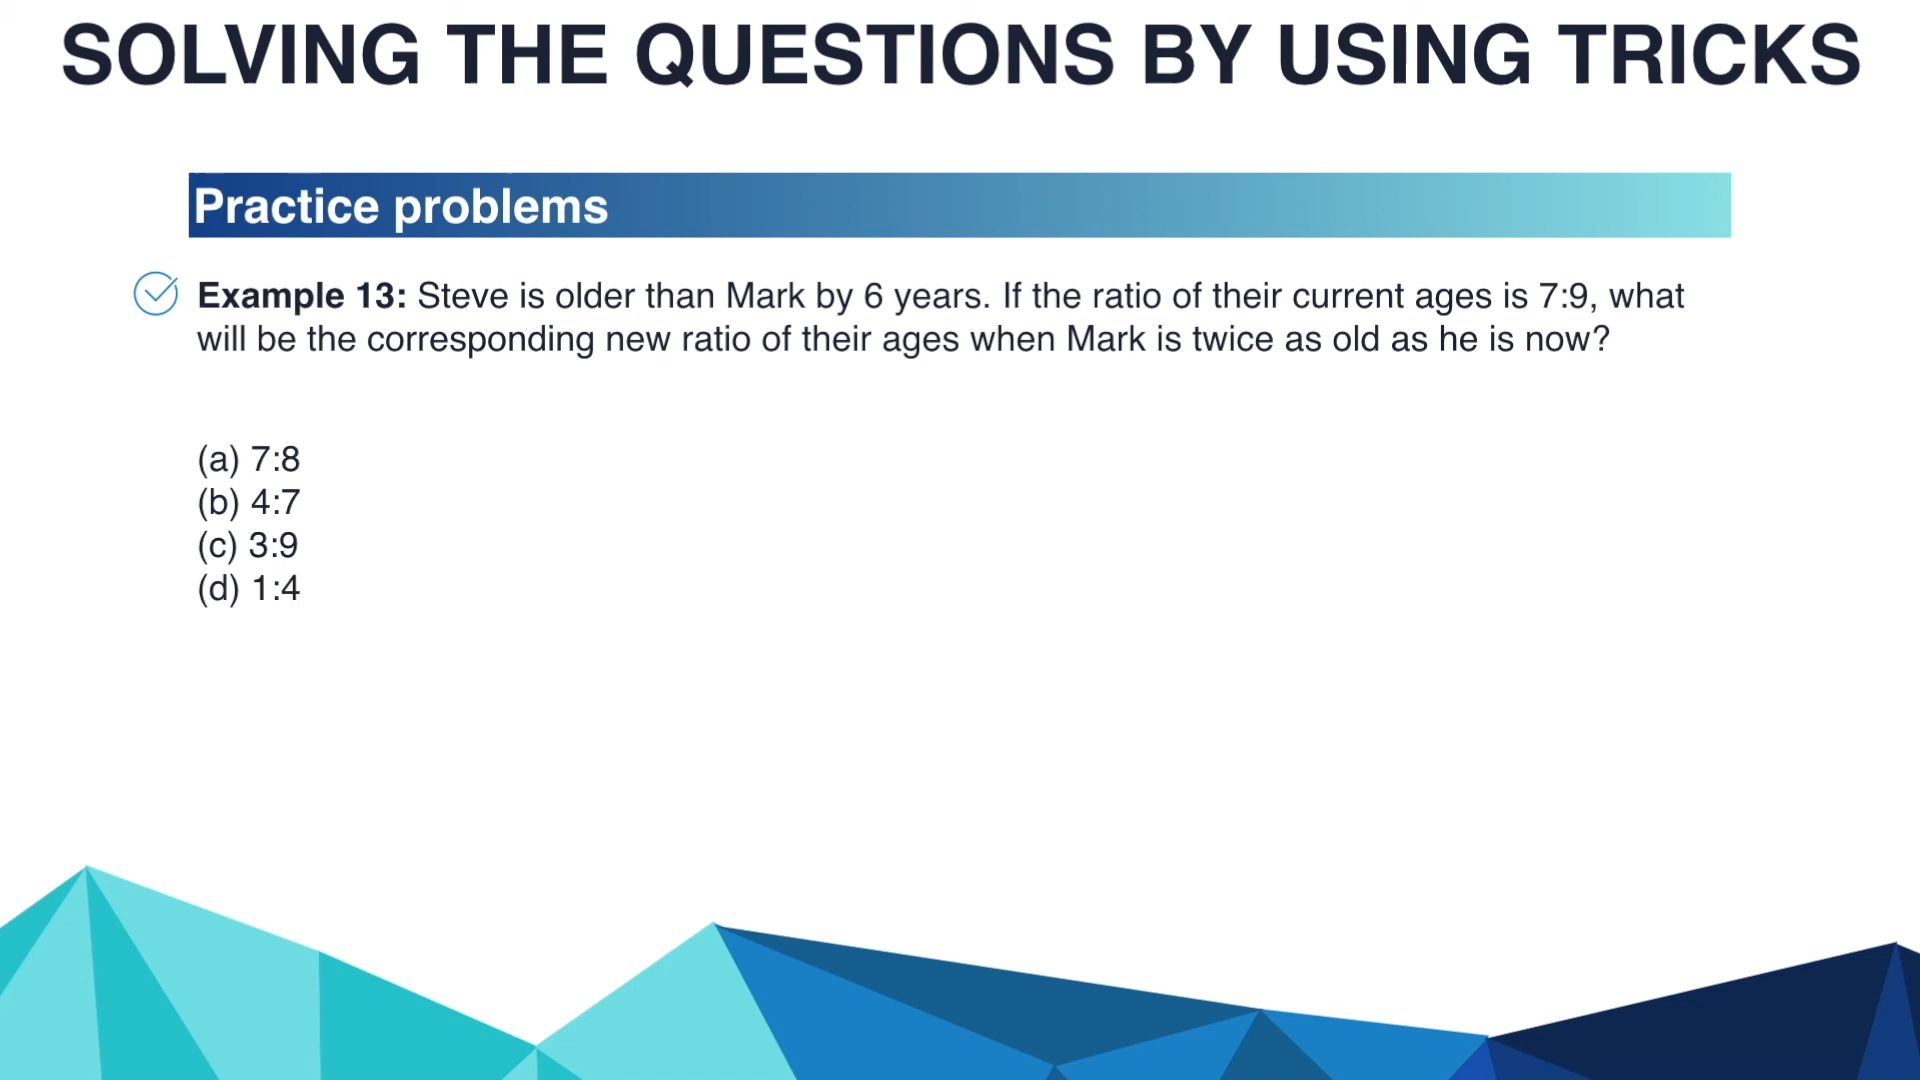 SOLVING THE QUESTIONS BY USING TRICKS
Practice problems
Example 13: Steve is older than Mark by 6 years. If the ratio of their current ages is 7:9, what
will be the corresponding new ratio of their ages when Mark is twice as old as he is now?
(a) 7:8
(b) 4:7
(c) 3:9
(d) 1:4